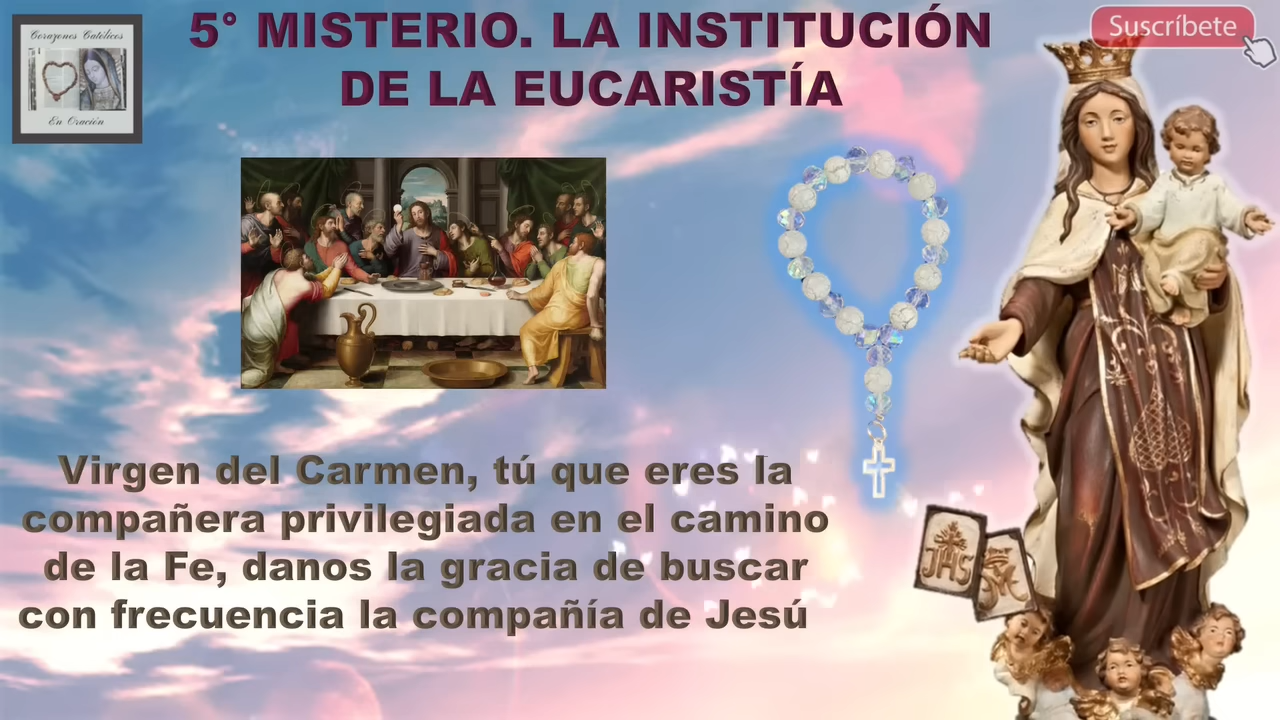 Corazones Católicos
En Oración
5° MISTERIO. LA INSTITUCIÓN
DE LA EUCARISTÍA
Suscríbete
Virgen del Carmen, tú que eres la
compañera privilegiada en el camino
de la Fe, danos la gracia de buscar
con frecuencia la compañía de Jesú
JHS